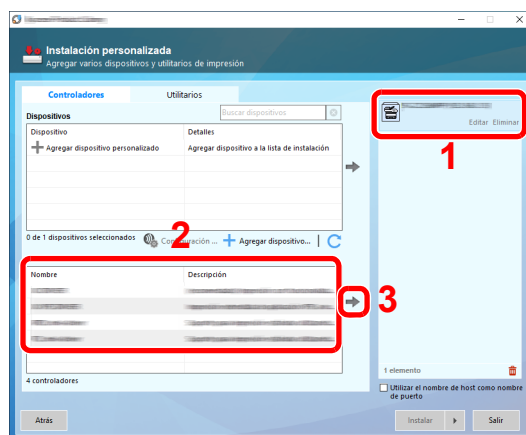 Instalación personalizada
Agregar varios dispositivos y utilitarios de impresión
Controladores
Utilitarios
Dispositivos
Buscar dispositivos
Dispositivo
Detalles
Agregar dispositivo personalizado
Agregar dispositivo a la lista de instalación
Editar Eliminar
1
0 de 1 dispositivos seleccionados
2
Agregar dispositivo...
Nombre
Descripción
3
4 controladores
1 elemento
Utilizar el nombre de host como nombre
de puerto
Atrás
Instalar
Salir